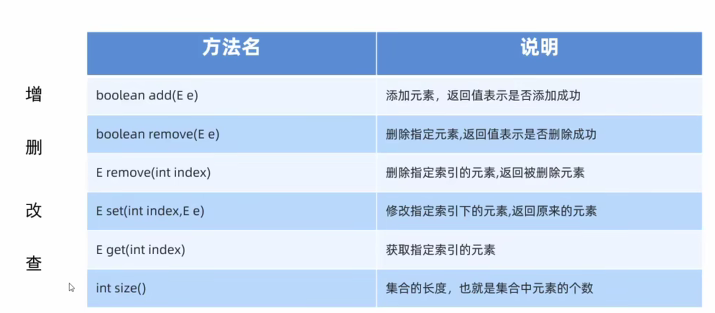 方法名 说明
增 boolean add(E e) 添加元素，返回值表示是否添加成功
boolean remove(E e) 删除指定元素,返回值表示是否删除成功
删
E remove(int index) 删除指定索引的元素,返回被删除元素
改 E set(int index,E e) 修改指定索引下的元素,返回原来的元素
E get(int index) 获取指定索引的元素
查
int size() 集合的长度，也就是集合中元素的个数